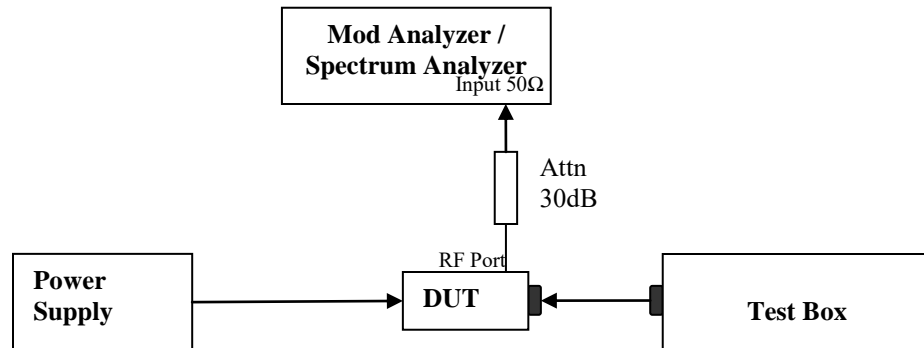 Mod Analyzer /
Spectrum Analyzer
Input 50Ω
Attn
30dB
RF Port
Power
Supply
DUT
Test Box